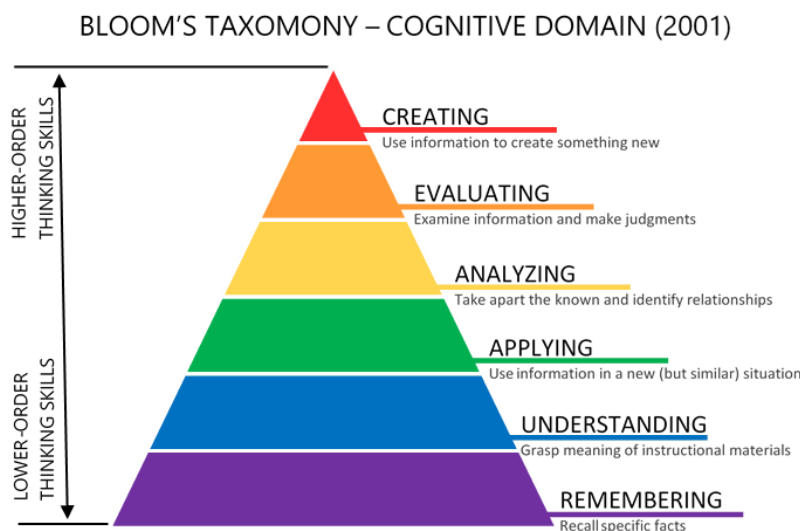 BLOOM'S TAXOMONY – COGNITIVE DOMAIN (2001)
HIGHER-ORDER
THINKING SKILLS
LOWER-ORDER
THINKING SKILLS
CREATING
Use information to create something new
EVALUATING
Examine information and make judgments
ANALYZING
Take apart the known and identify relationships
APPLYING
Use information in a new (but similar) situation
UNDERSTANDING
Grasp meaning of instructional materials
REMEMBERING
Recall specific facts